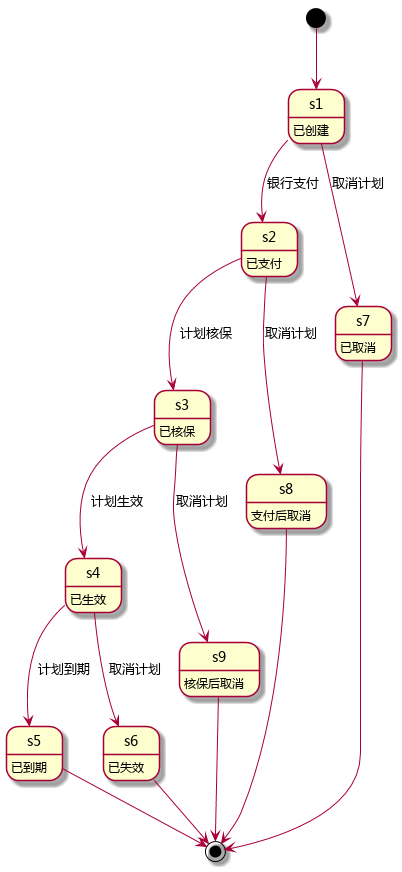 s1
已创建
银行支付
取消计划
s2
已支付
s7
已取消
计划核保
取消计划
s3
已核保
s8
支付后取消
计划生效
取消计划
s4
已生效
s9
核保后取消
计划到期
取消计划
s5
已到期
s6
已失效